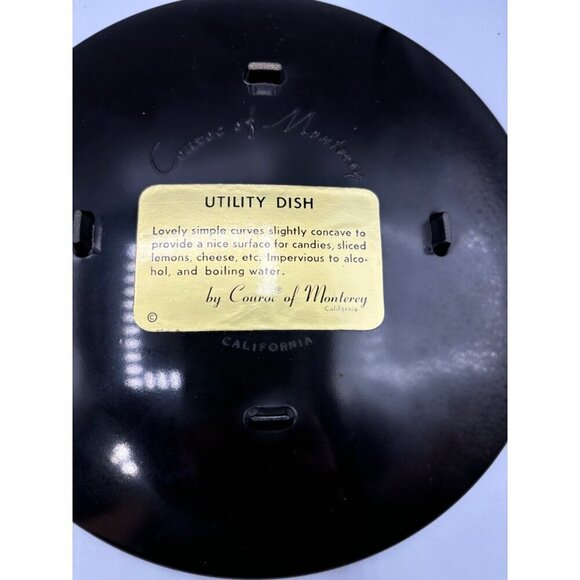 Couroc of Monterey
UTILITY DISH
Lovely simple curves slightly concave to
provide a nice surface for candies, sliced
lemons, cheese, etc. Impervious to alco-
hol, and boiling water.
by Couroc® of Monterey
California
©
CALIFORNIA